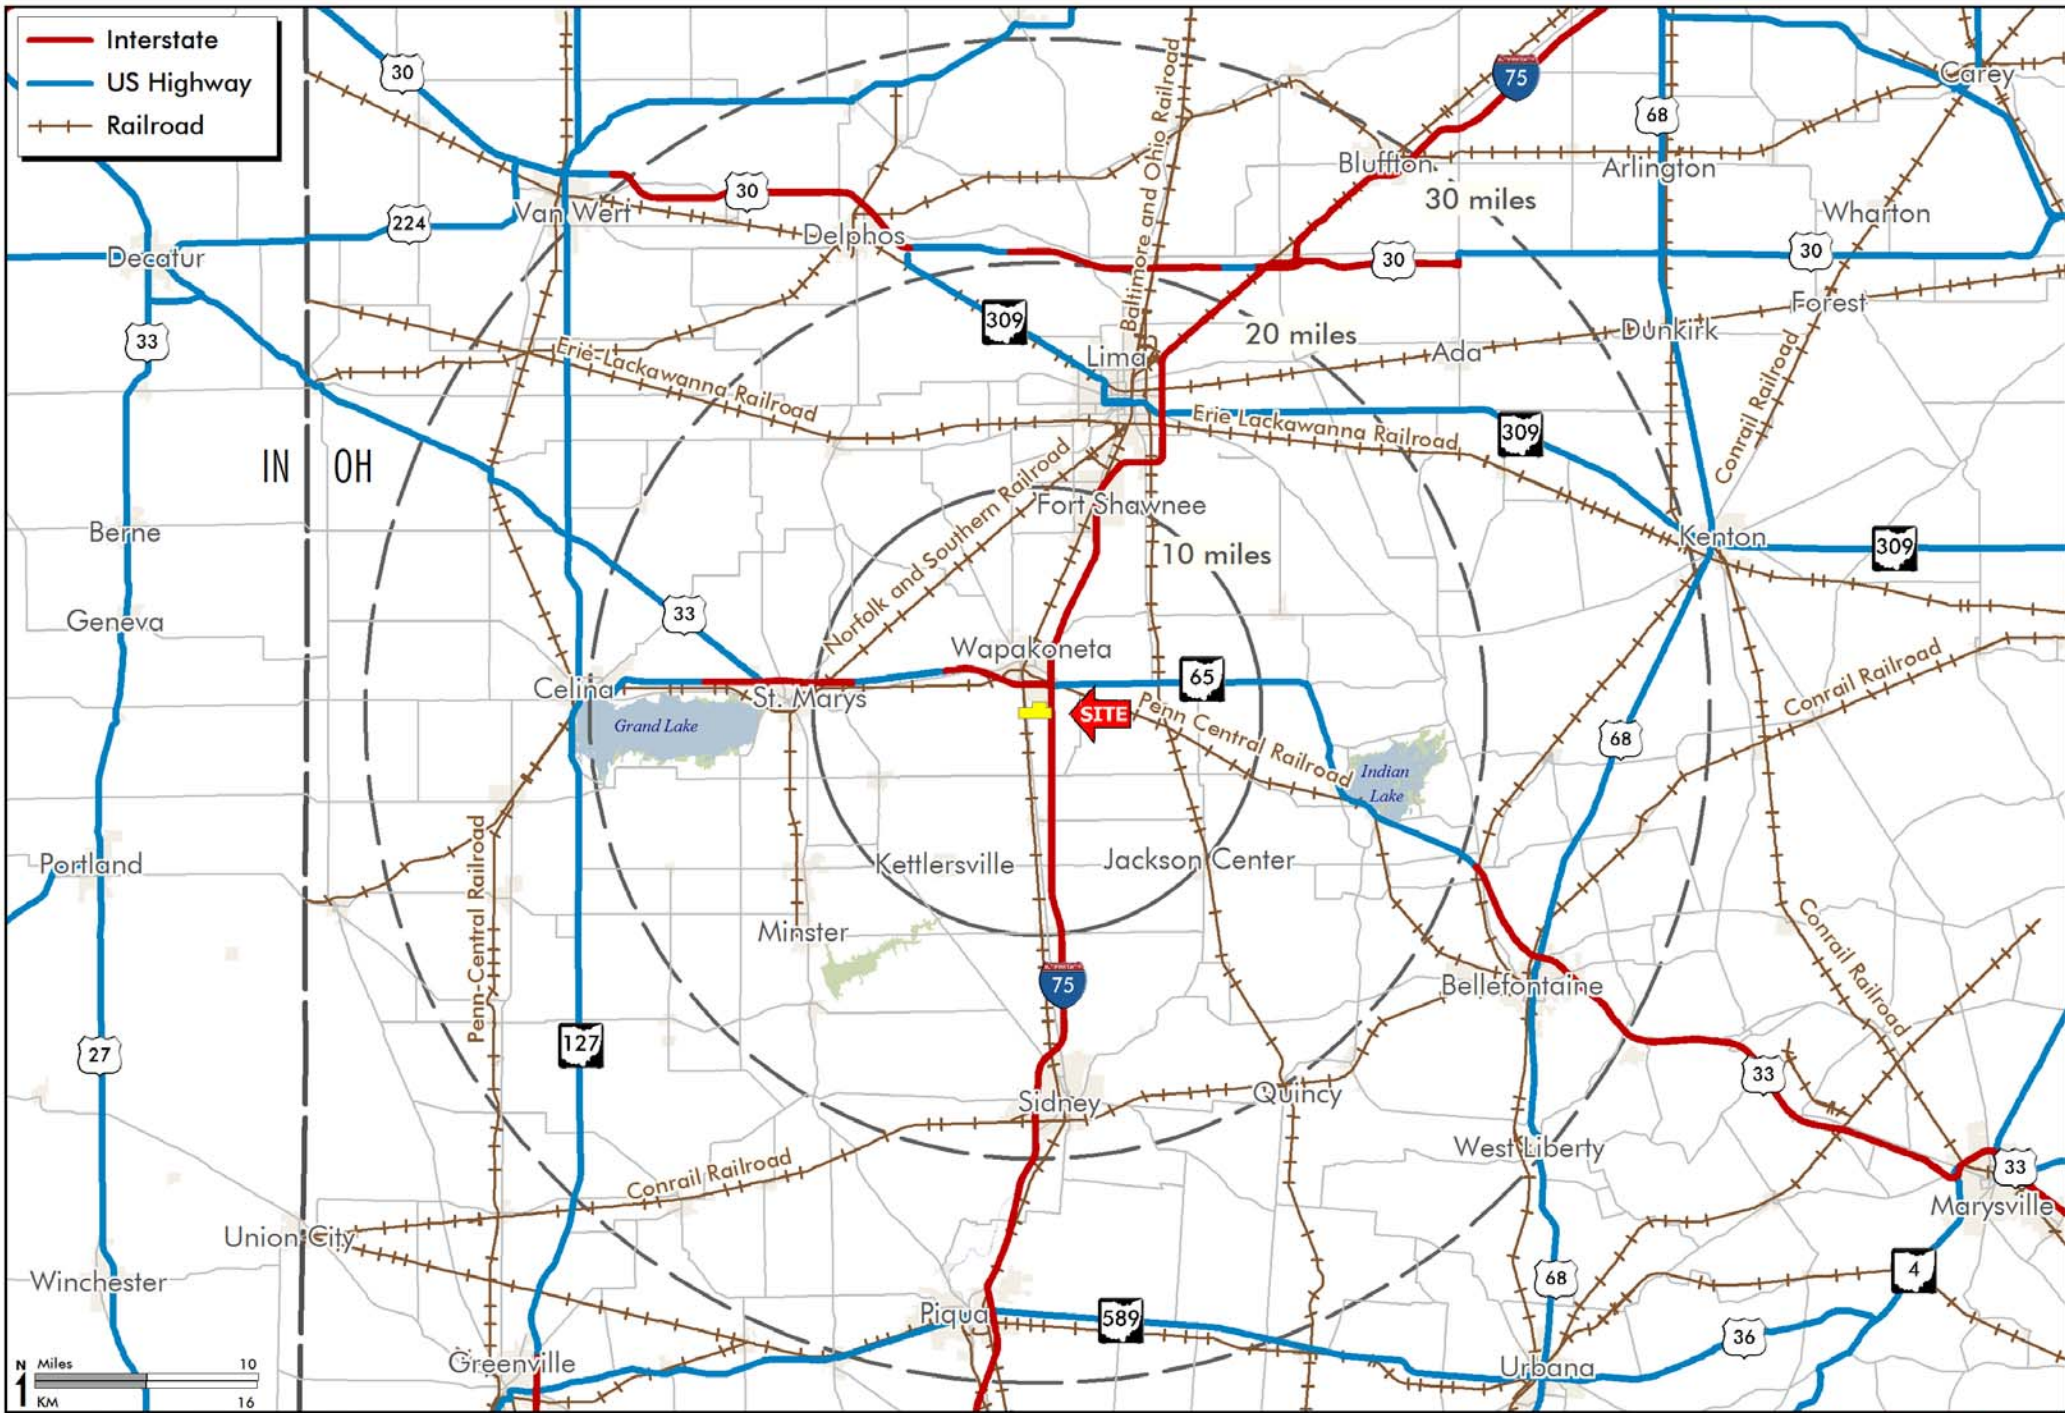 Interstate
US Highway
Railroad
30
75
Carey
68
Baltimore and Ohio Railroad
Bluffton
Arlington
30 miles
30
Van Wert
224
Delphos
Wharton
Decatur
30
30
309
Forest
33
20 miles
Dunkirk
Lima
Ada
Erie-Lackawanna Railroad
Conrail Railroad
Erie Lackawanna Railroad
309
IN
OH
Norfolk and Southern Railroad
Fort Shawnee
Berne
10 miles
Kenton
309
Geneva
33
Wapakoneta
65
Conrail Railroad
Celina
St. Marys
Grand Lake
SITE
Penn Central Railroad
68
Indian
Lake
Portland
Kettlersville
Jackson Center
Penn-Central Railroad
Minster
Conrail Railroad
75
Bellefontaine
27
127
33
Sidney
Quincy
West Liberty
Conrail Railroad
33
Marysville
Union City
Winchester
68
4
Piqua
589
36
Greenville
Urbana
N
Miles
10
KM
16